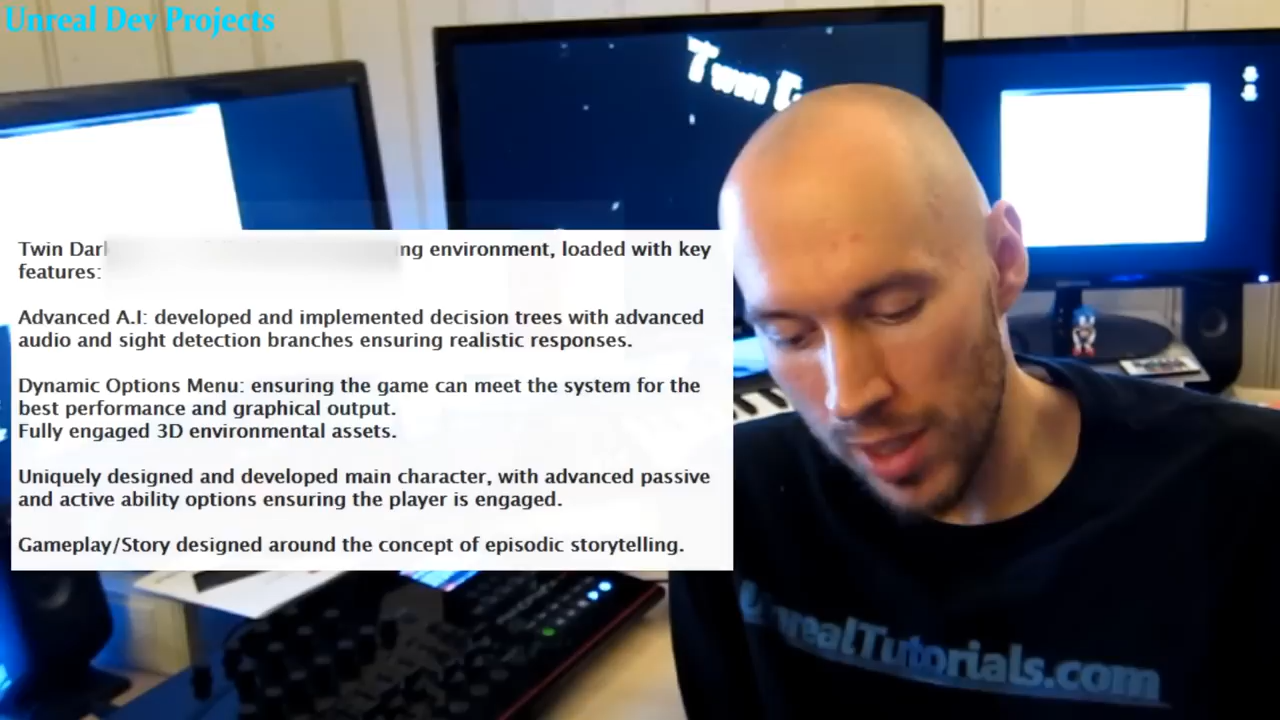 Unreal Dev Projects
Twin
Twin ng environment, loaded with key
features:
Advanced A.I: developed and implemented decision trees with advanced
audio and sight detection branches ensuring realistic responses.
Dynamic Options Menu: ensuring the game can meet the system for the
best performance and graphical output.
Fully engaged 3D environmental assets.
Uniquely designed and developed main character, with advanced passive
and active ability options ensuring the player is engaged.
Gameplay/Story designed around the concept of episodic storytelling.
UnrealTutorials.com